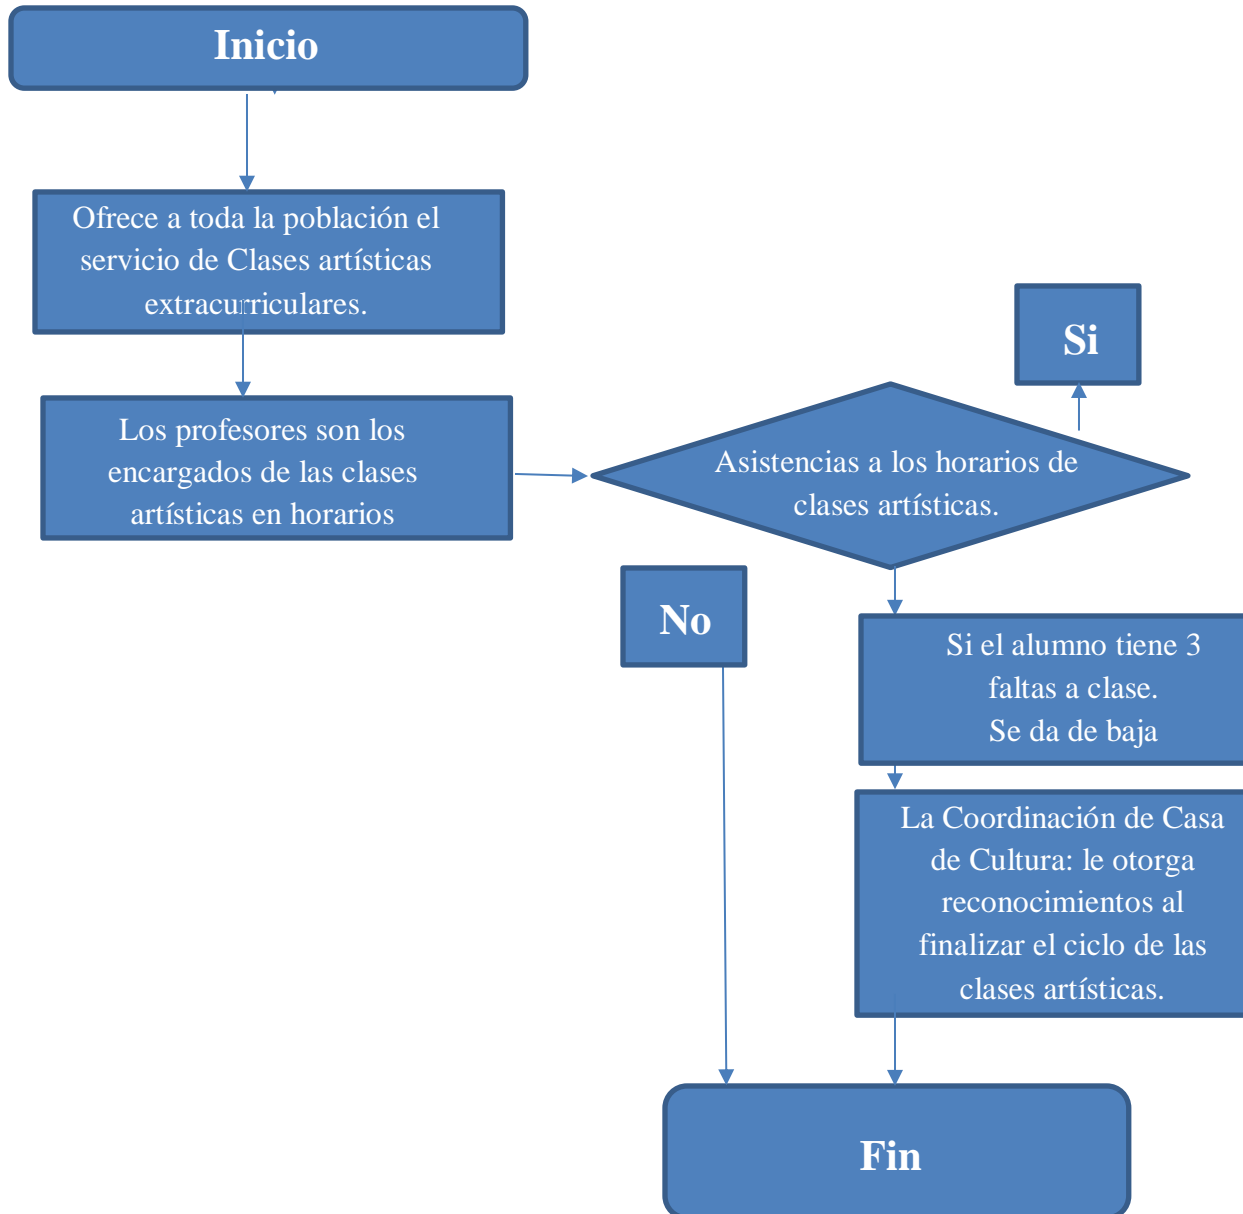 Inicio
Ofrece a toda la población el
servicio de Clases artísticas
extracurriculares.
Los profesores son los
encargados de las clases
artísticas en horarios
Si
Asistencias a los horarios de
clases artísticas.
No
Si el alumno tiene 3
faltas a clase.
Se da de baja
La Coordinación de Casa
de Cultura: le otorga
reconocimientos al
finalizar el ciclo de las
clases artísticas.
Fin